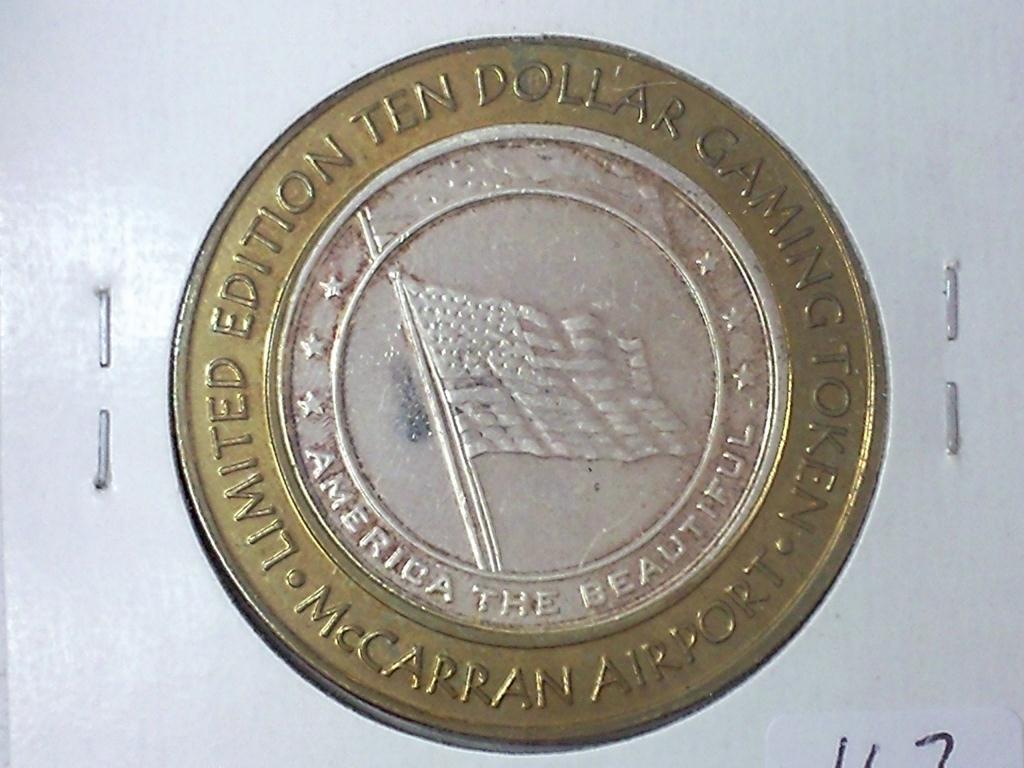 LIMITED EDITION TEN DOLLAR GAMING TOKEN
• McCARRAN AIRPORT •
AMERICA THE BEAUTIFUL